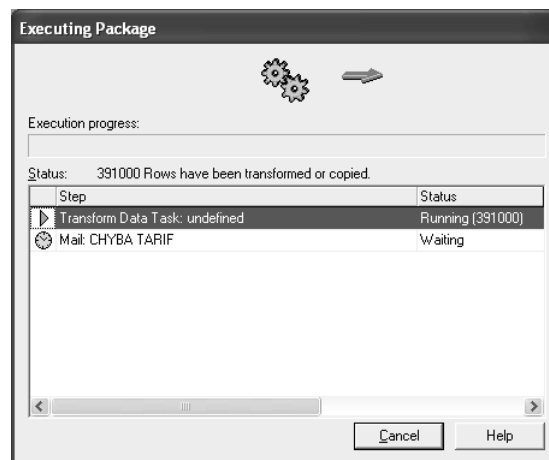 Executing Package
Execution progress:
Status: 391000 Rows have been transformed or copied.
Step Status
Transform Data Task: undefined Running (391000)
Mail: CHYBA TARIF Waiting
Cancel Help